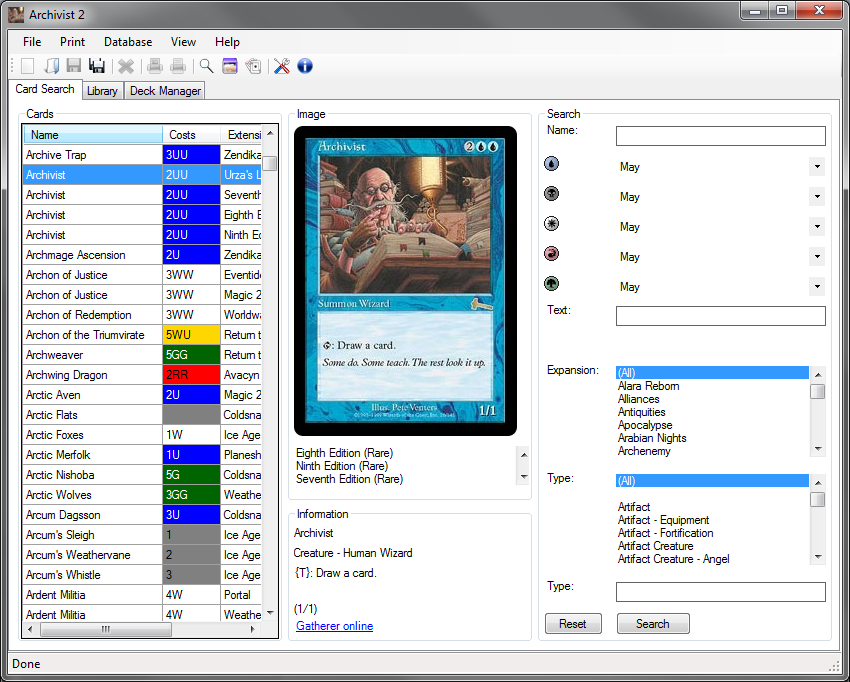 Archivist 2
File Print Database View Help
Card Search Library Deck Manager
Cards
Name Costs Extensi
Archive Trap 3UU Zendika
Archivist 2UU Urza's L
Archivist 2UU Seventh
Archivist 2UU Eighth E
Archivist 2UU Ninth Ed
Archmage Ascension 2U Zendika
Archon of Justice 3WW Eventide
Archon of Justice 3WW Magic 2
Archon of Redemption 3WW Worldwa
Archon of the Triumvirate 5WU Return t
Archweaver 5GG Return t
Archwing Dragon 2RR Avacyn
Arctic Aven 2U Magic 2
Arctic Flats Coldsna
Arctic Foxes 1W Ice Age
Arctic Merfolk 1U Planesh
Arctic Nishoba 5G Coldsna
Arctic Wolves 3GG Weathe
Arcum Dagsson 3U Coldsna
Arcum's Sleigh 1 Ice Age
Arcum's Weathervane 2 Ice Age
Arcum's Whistle 3 Ice Age
Ardent Militia 4W Portal
Ardent Militia 4W Weathe
Image
Archivist 2
Summon Wizard
: Draw a card.
Some do. Some teach. The rest look it up.
Illus. Pete Venters
1/1
Eighth Edition (Rare)
Ninth Edition (Rare)
Seventh Edition (Rare)
Information
Archivist
Creature - Human Wizard
{T}: Draw a card.
(1/1)
Gatherer online
Search
Name:
May
May
May
May
May
Text:
Expansion:
(All)
Alara Reborn
Alliances
Antiquities
Apocalypse
Arabian Nights
Archenemy
Type:
(All)
Artifact
Artifact - Equipment
Artifact - Fortification
Artifact Creature
Artifact Creature - Angel
Type:
Reset Search
Done